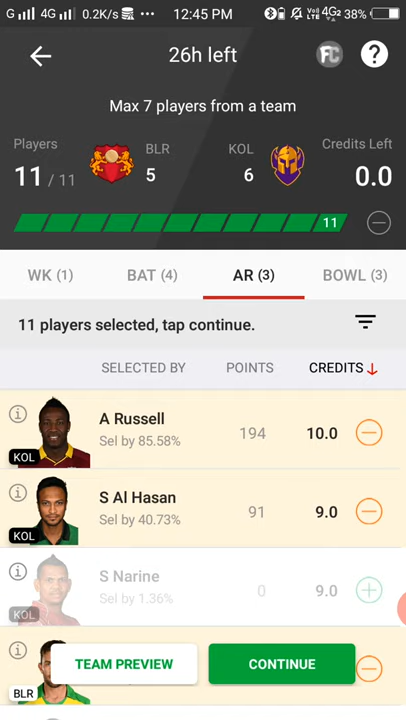 G 4G 0.2K/s ... 12:45 PM VoI LTE 4G2 38%
26h left
FC ?
Max 7 players from a team
Players BLR KOL Credits Left
11 / 11 5 6 0.0
11
WK (1) BAT (4) AR (3) BOWL (3)
11 players selected, tap continue.
SELECTED BY POINTS CREDITS
A Russell
Sel by 85.58% 194 10.0
KOL
S Al Hasan
Sel by 40.73% 91 9.0
KOL
S Narine
Sel by 1.36% 0 9.0
KOL
TEAM PREVIEW CONTINUE
BLR